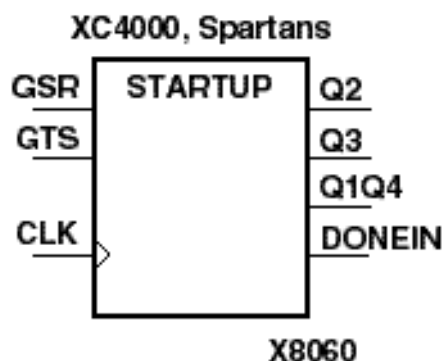 XC4000, Spartans
GSR STARTUP Q2
GTS Q3
Q1Q4
CLK DONEIN
X8060